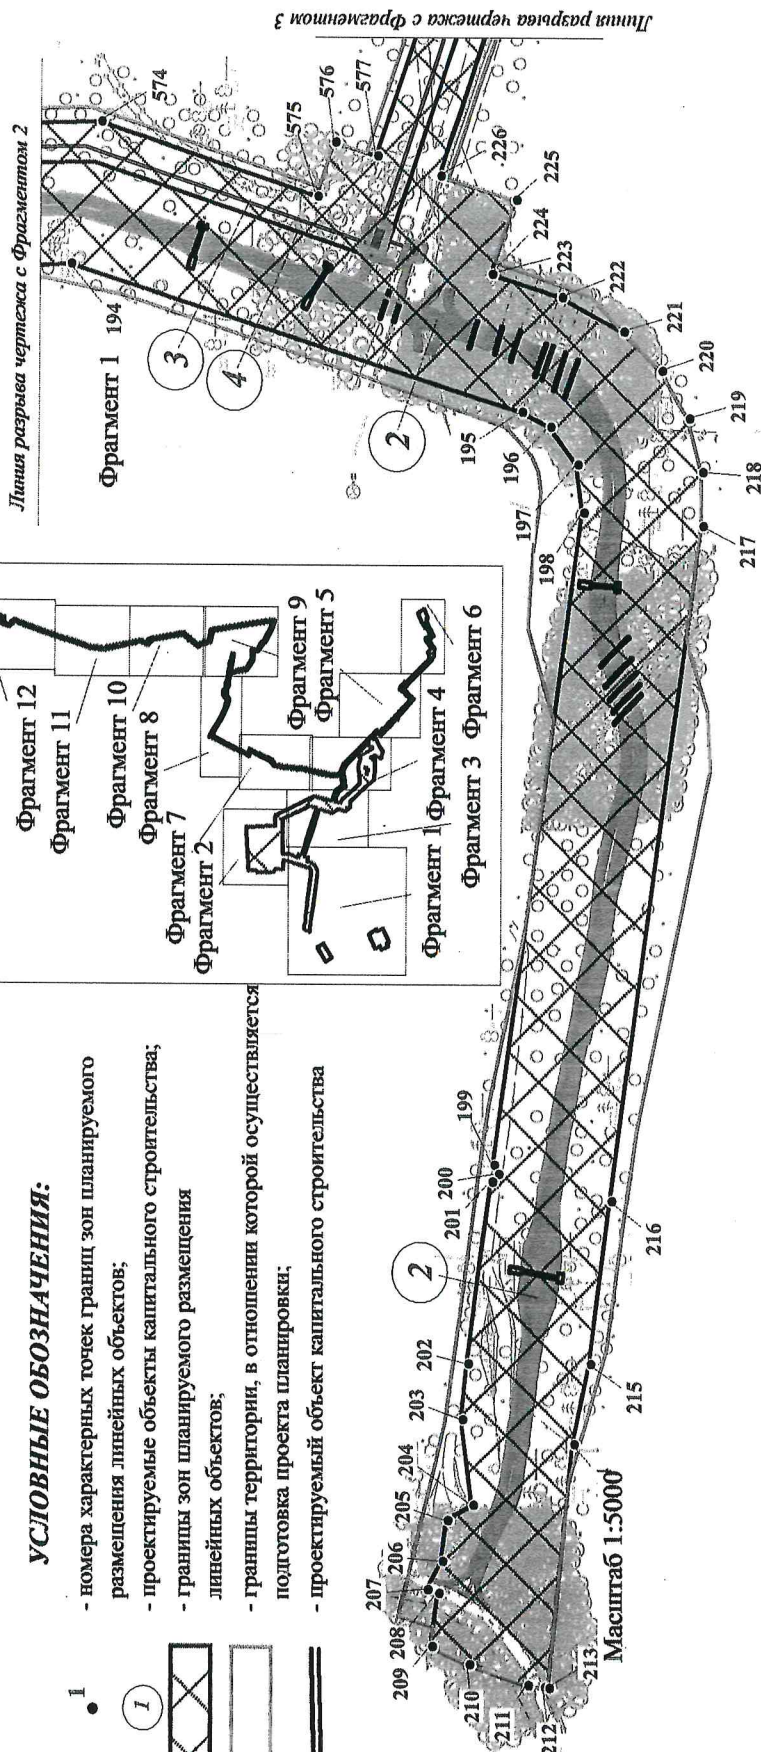 УСЛОВНЫЕ ОБОЗНАЧЕНИЯ:
1
- номера характерных точек границ зон планируемого
размещения линейных объектов;
1
- проектируемые объекты капитального строительства;
- границы зон планируемого размещения
линейных объектов;
- границы территории, в отношении которой осуществляется
подготовка проекта планировки;
- проектируемый объект капитального строительства
Фрагмент 12
Фрагмент 11
Фрагмент 10
Фрагмент 8
Фрагмент 7
Фрагмент 2
Фрагмент 9
Фрагмент 5
Фрагмент 1
Фрагмент 4
Фрагмент 3
Фрагмент 6
Линия разрыва чертежа с Фрагментом 2
Фрагмент 1
Линия разрыва чертежа с Фрагментом 3
194
3
4
2
574
575
576
577
195
196
197
198
226
225
224
223
222
221
220
219
218
217
199
200
201
2
202
203
204
205
206
207
208
209
210
211
212
213
215
216
Масштаб 1:5000